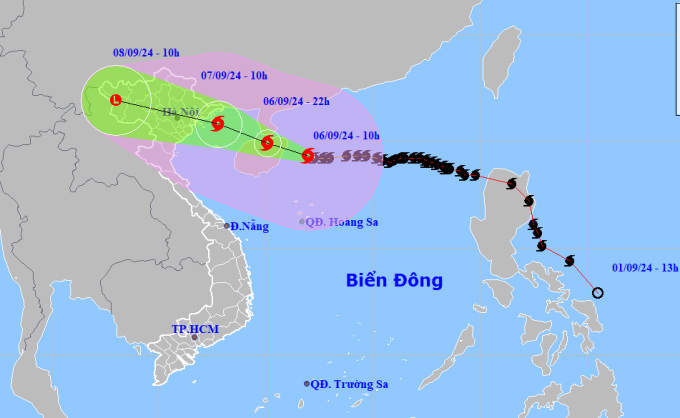 08/09/24 - 10h
07/09/24 - 10h
06/09/24 - 22h
L
Hà Nội
06/09/24 - 10h
QĐ. Hoàng Sa
Đ.Nẵng
01/09/24 - 13h
Biển Đông
TP.HCM
QĐ. Trường Sa